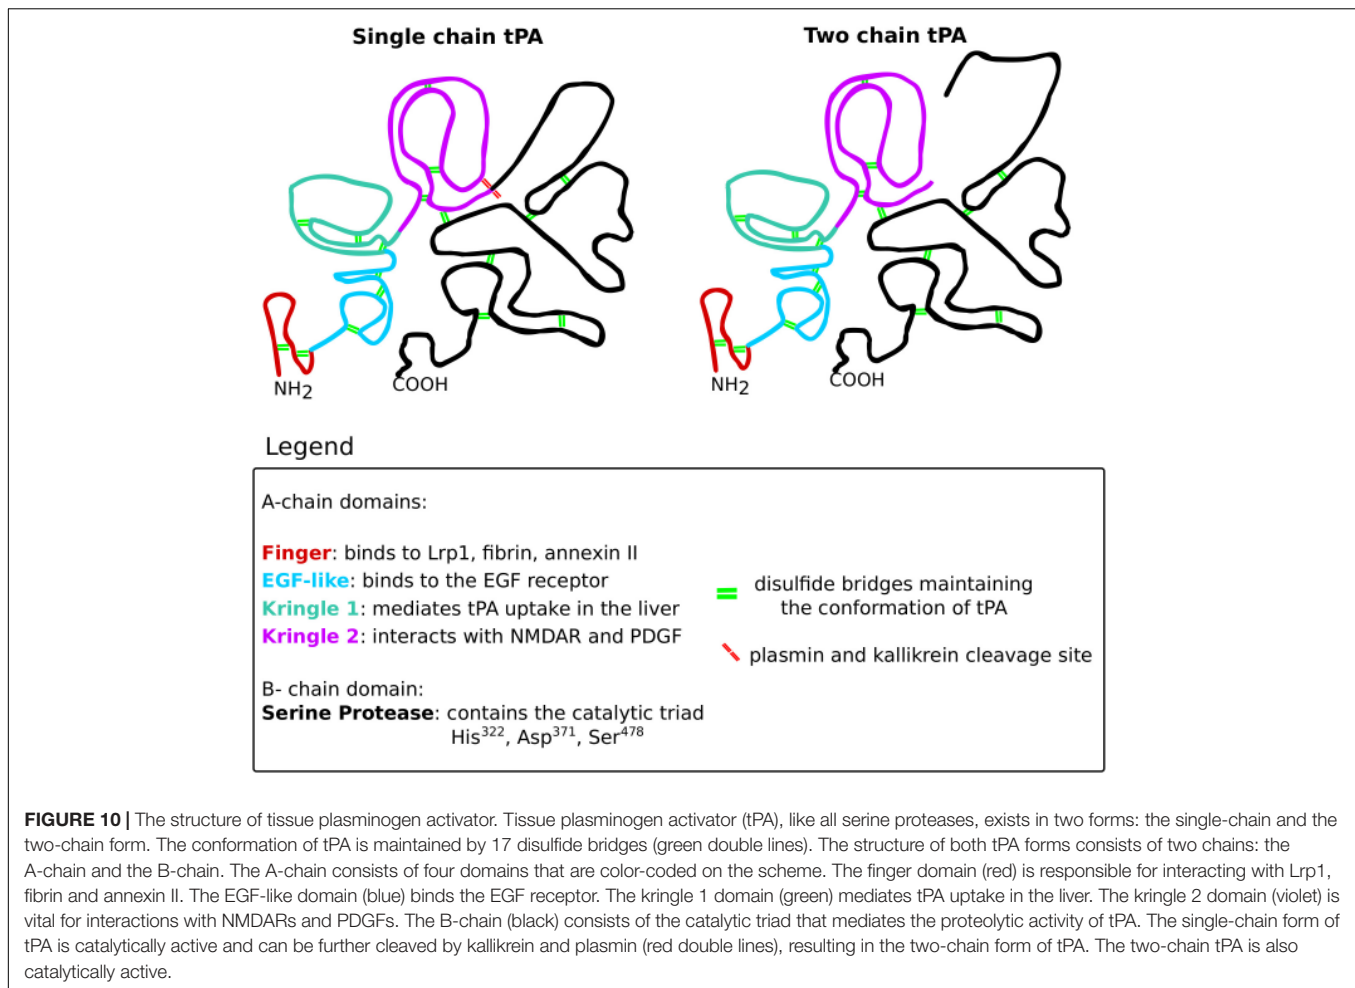 Single chain tPA
Two chain tPA
NH2
COOH
NH2
COOH
Legend
A-chain domains:
Finger: binds to Lrp1, fibrin, annexin II
EGF-like: binds to the EGF receptor
Kringle 1: mediates tPA uptake in the liver
Kringle 2: interacts with NMDAR and PDGF
B- chain domain:
Serine Protease: contains the catalytic triad
His³²², Asp³⁷¹, Ser⁴⁷⁸
disulfide bridges maintaining
the conformation of tPA
plasmin and kallikrein cleavage site
FIGURE 10 | The structure of tissue plasminogen activator. Tissue plasminogen activator (tPA), like all serine proteases, exists in two forms: the single-chain and the
two-chain form. The conformation of tPA is maintained by 17 disulfide bridges (green double lines). The structure of both tPA forms consists of two chains: the
A-chain and the B-chain. The A-chain consists of four domains that are color-coded on the scheme. The finger domain (red) is responsible for interacting with Lrp1,
fibrin and annexin II. The EGF-like domain (blue) binds the EGF receptor. The kringle 1 domain (green) mediates tPA uptake in the liver. The kringle 2 domain (violet) is
vital for interactions with NMDARs and PDGFs. The B-chain (black) consists of the catalytic triad that mediates the proteolytic activity of tPA. The single-chain form of
tPA is catalytically active and can be further cleaved by kallikrein and plasmin (red double lines), resulting in the two-chain form of tPA. The two-chain tPA is also
catalytically active.